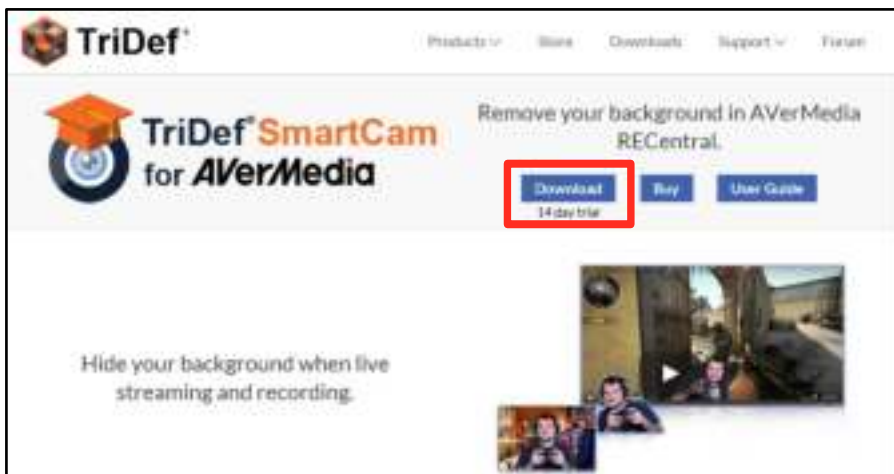 TriDef®
Products Store Downloads Support Forum
TriDef® SmartCam
for AVerMedia
Remove your background in AVerMedia
RECentral.
Download Buy User Guide
14 day trial
Hide your background when live
streaming and recording.